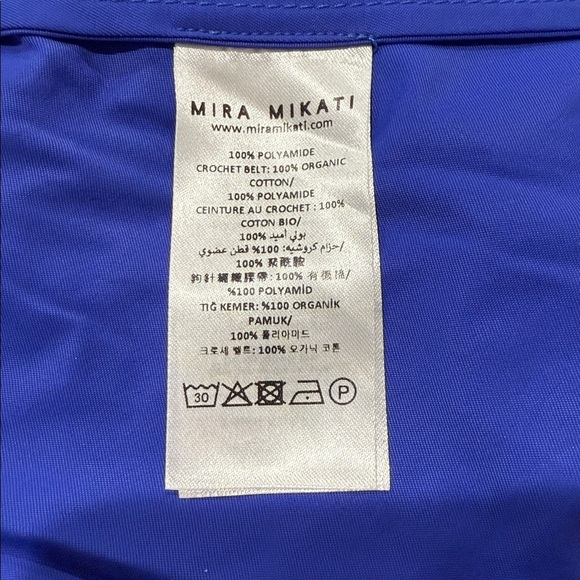 MIRA MIKATI
www.miramikati.com
100% POLYAMIDE
CROCHET BELT: 100% ORGANIC
COTTON/
100% POLYAMIDE
CEINTURE AU CROCHET : 100%
COTON BIO/
100% بولي أميد
/حزام كروشيه: 100% قطن عضوي
100% 聚酰胺
鈎針編織腰帶: 100% 有機棉/
%100 POLYAMİD
TIĞ KEMER: %100 ORGANİK
PAMUK/
100% 폴리아미드
크로셰 벨트: 100% 오가닉 코튼
30
P